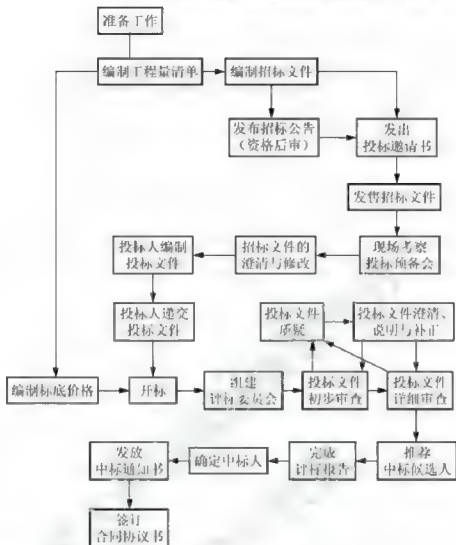 准备工作
编制工程量清单
编制招标文件
发布招标公告
（资格后审）
发出
投标邀请书
发售招标文件
投标人编制
投标文件
招标文件的
澄清与修改
现场考察
投标预备会
投标人递交
投标文件
投标文件
质疑
投标文件澄清、
说明与补正
编制标底价格
开标
组建
评标委员会
投标文件
初步审查
投标文件
详细审查
发放
中标通知书
确定中标人
完成
评标报告
推荐
中标候选人
签订
合同协议书